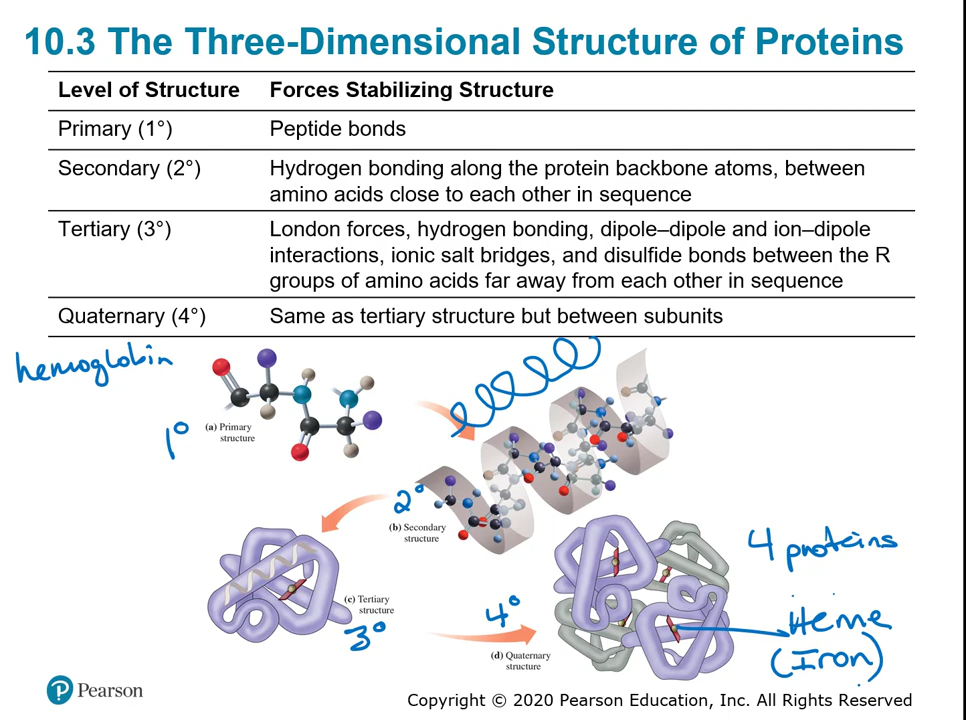 10.3 The Three-Dimensional Structure of Proteins
Level of Structure Forces Stabilizing Structure
Primary (1°) Peptide bonds
Secondary (2°) Hydrogen bonding along the protein backbone atoms, between
amino acids close to each other in sequence
Tertiary (3°) London forces, hydrogen bonding, dipole–dipole and ion–dipole
interactions, ionic salt bridges, and disulfide bonds between the R
groups of amino acids far away from each other in sequence
Quaternary (4°) Same as tertiary structure but between subunits
hemoglobin
1°
(a) Primary
structure
2°
(b) Secondary
structure
4 proteins
(c) Tertiary
structure
3°
4°
Heme
(Iron)
(d) Quaternary
structure
P Pearson
Copyright © 2020 Pearson Education, Inc. All Rights Reserved